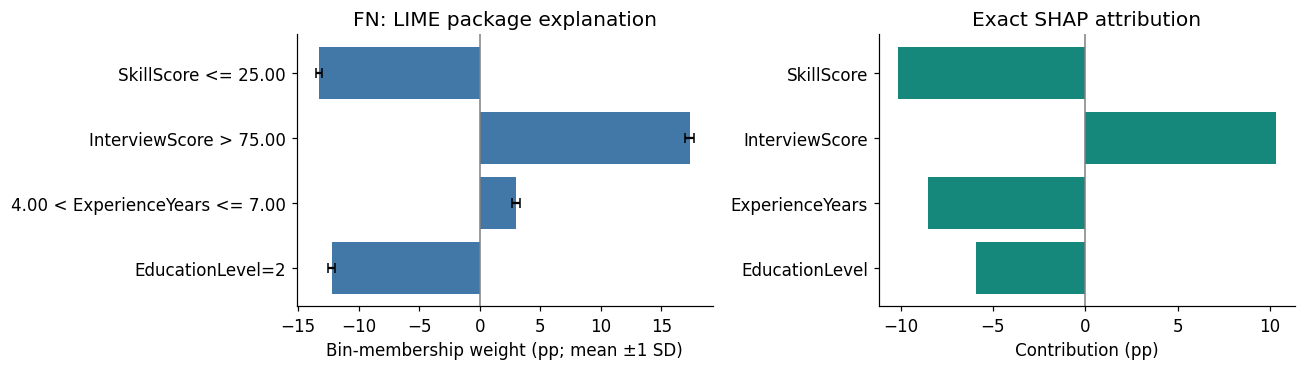 FN: LIME package explanation
SkillScore <= 25.00
InterviewScore > 75.00
4.00 < ExperienceYears <= 7.00
EducationLevel=2
−15 −10 −5 0 5 10 15
Bin-membership weight (pp; mean ±1 SD)
Exact SHAP attribution
SkillScore
InterviewScore
ExperienceYears
EducationLevel
−10 −5 0 5 10
Contribution (pp)